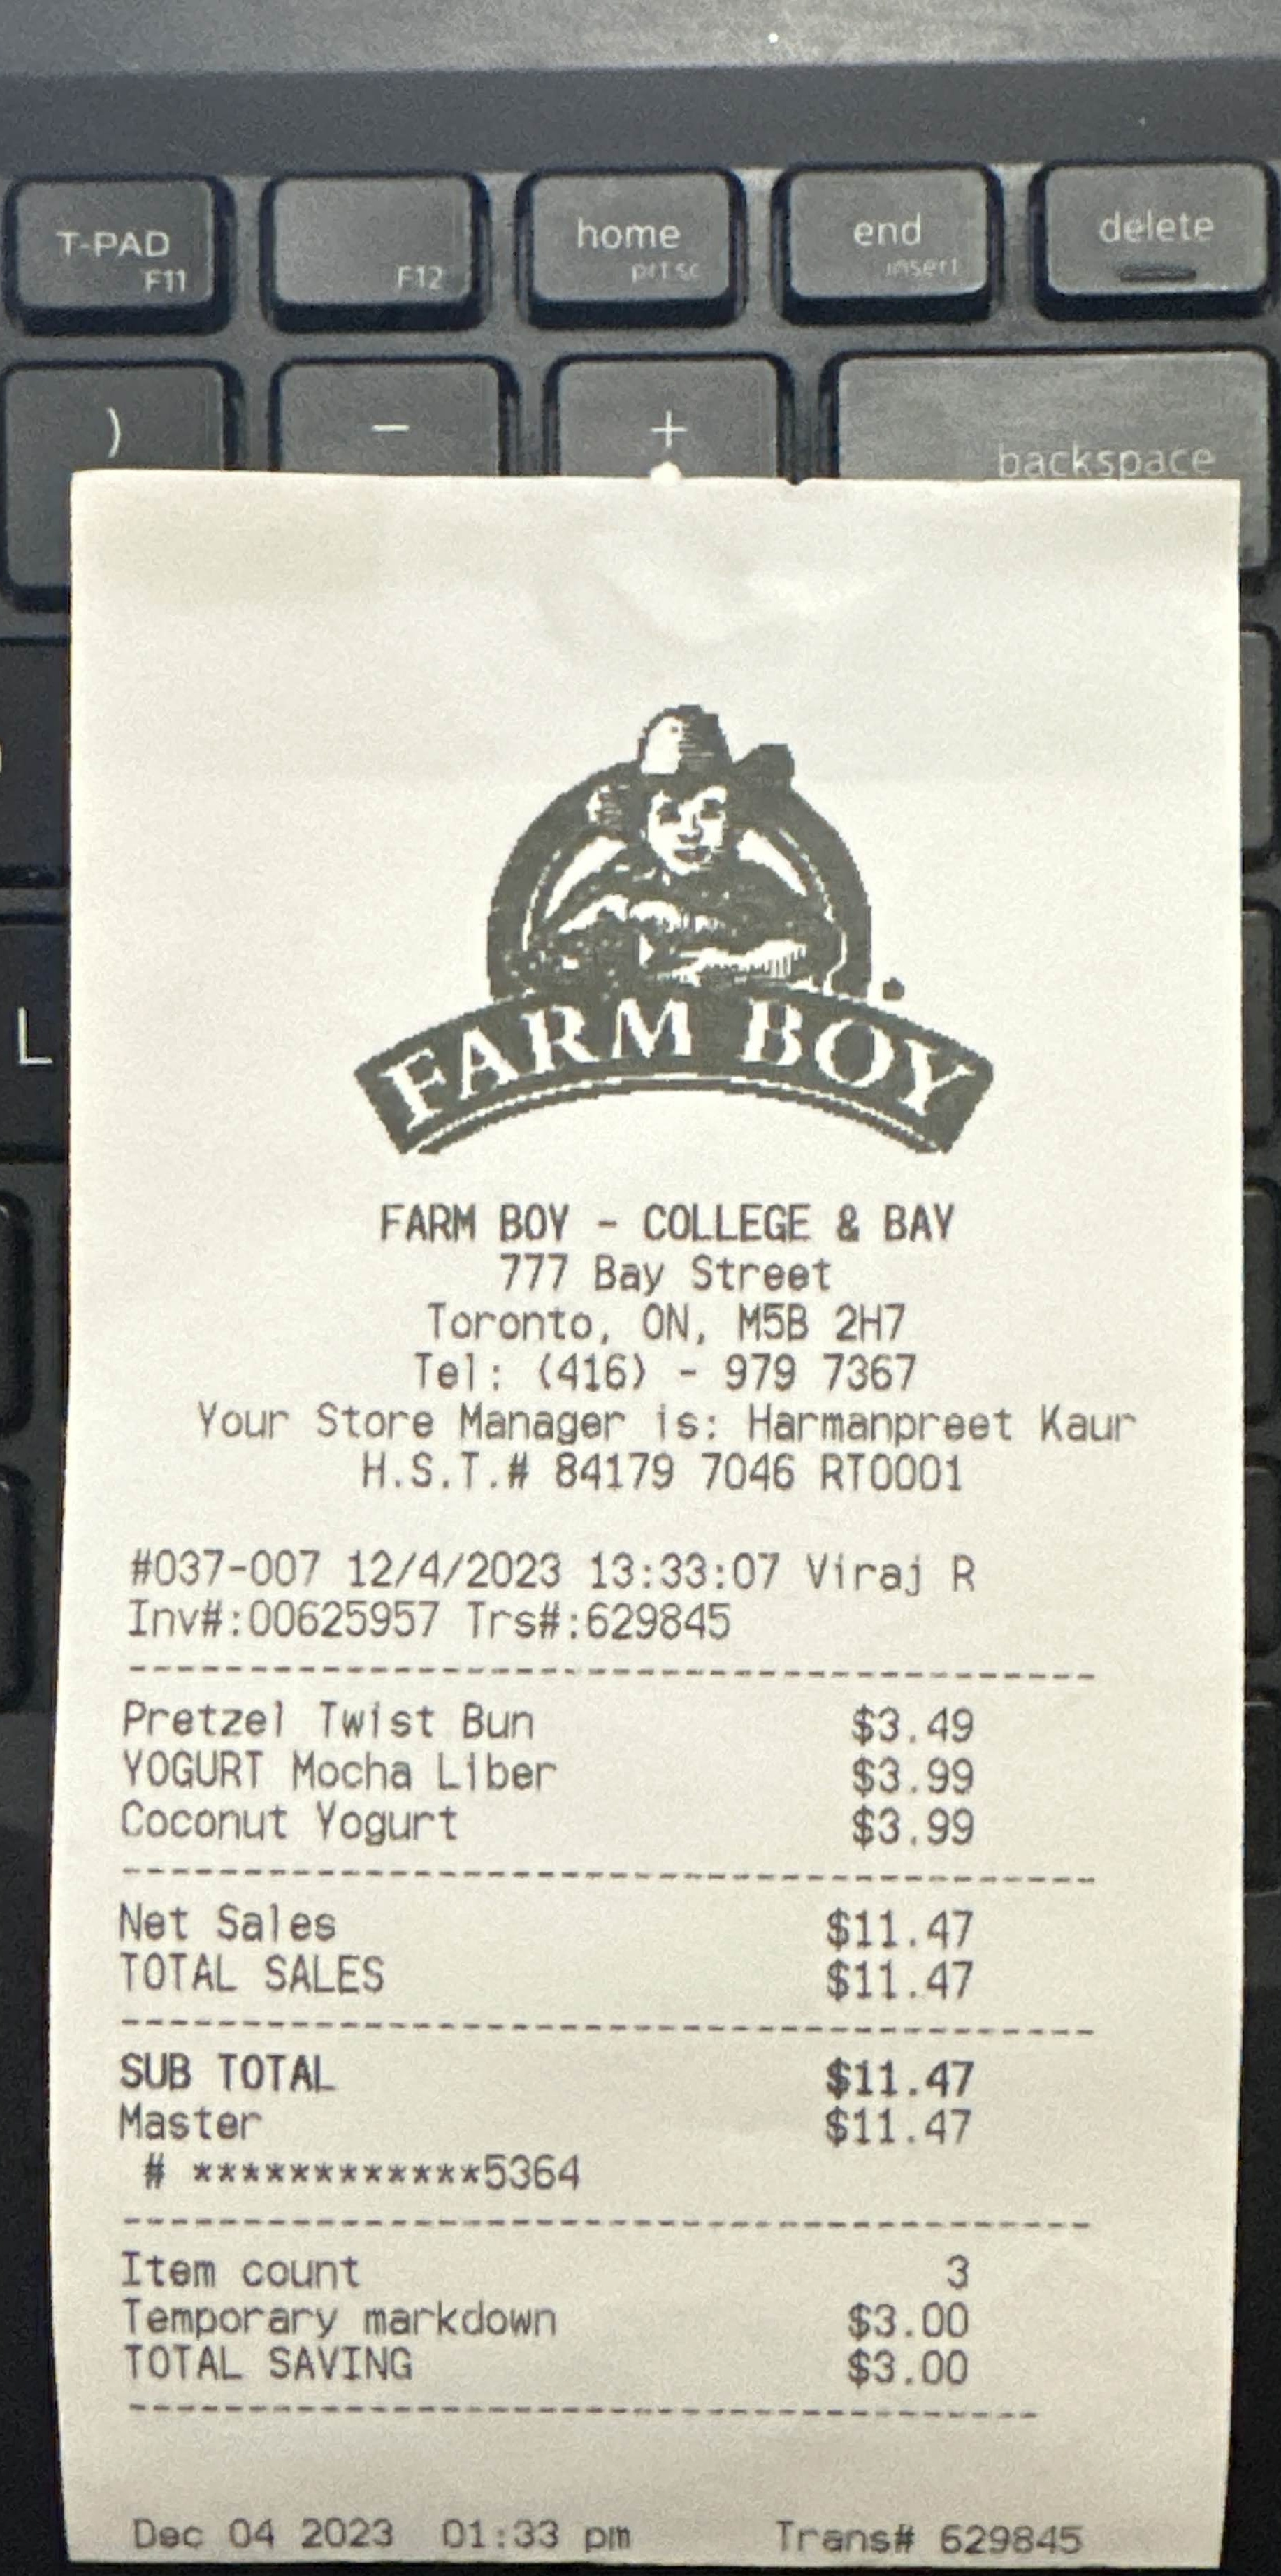 T-PAD
F11
F12
home
prt sc
end
insert
delete
)
-
+
backspace
L
FARM BOY
FARM BOY - COLLEGE & BAY
777 Bay Street
Toronto, ON, M5B 2H7
Tel: (416) - 979 7367
Your Store Manager is: Harmanpreet Kaur
H.S.T.# 84179 7046 RT0001
#037-007 12/4/2023 13:33:07 Viraj R
Inv#:00625957 Trs#:629845
----------------------------------------
Pretzel Twist Bun $3.49
YOGURT Mocha Liber $3.99
Coconut Yogurt $3.99
----------------------------------------
Net Sales $11.47
TOTAL SALES $11.47
----------------------------------------
SUB TOTAL $11.47
Master $11.47
# ************5364
----------------------------------------
Item count 3
Temporary markdown $3.00
TOTAL SAVING $3.00
--------------------------------------
Dec 04 2023 01:33 pm Trans# 629845